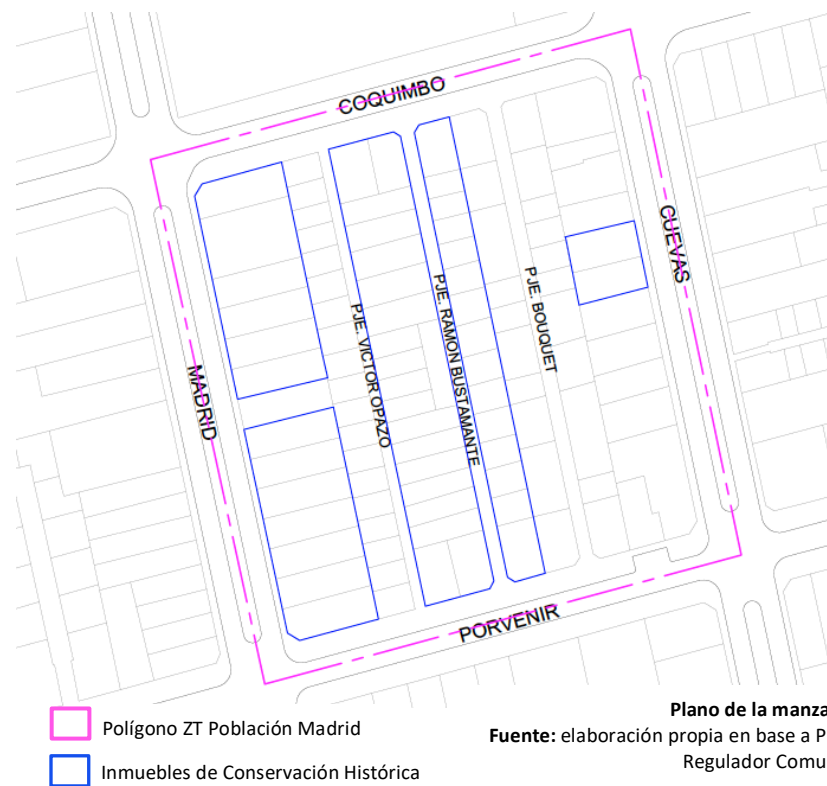 COQUIMBO
CUEVAS
PJE. BOUQUET
PJE. RAMON BUSTAMANTE
PJE. VICTOR OPAZO
MADRID
PORVENIR
Polígono ZT Población Madrid
Inmuebles de Conservación Histórica
Plano de la manza
Fuente: elaboración propia en base a P
Regulador Comu